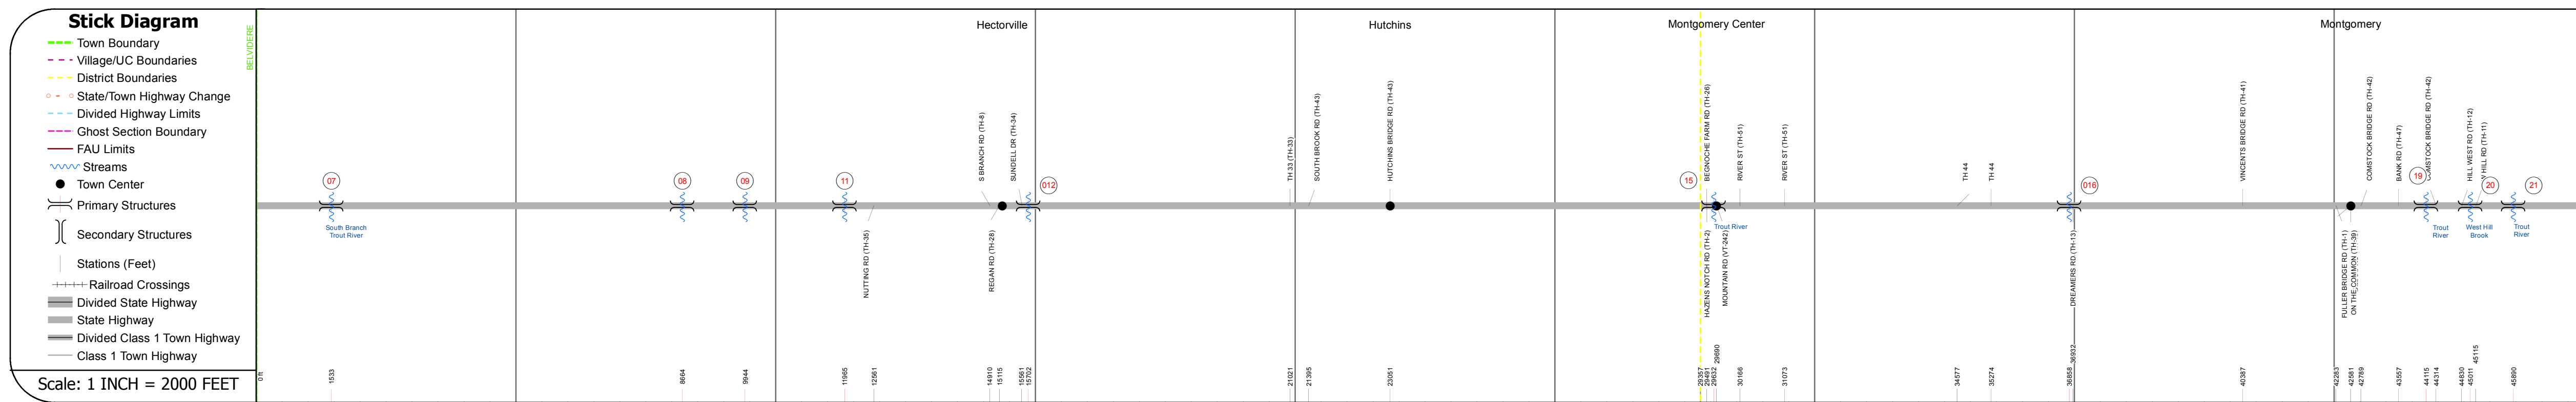 Stick Diagram
Town Boundary
Village/UC Boundaries
District Boundaries
State/Town Highway Change
Divided Highway Limits
Ghost Section Boundary
FAU Limits
Streams
Town Center
Primary Structures
Secondary Structures
Stations (Feet)
Railroad Crossings
Divided State Highway
State Highway
Divided Class 1 Town Highway
Class 1 Town Highway
Scale: 1 INCH = 2000 FEET
BELVIDERE
Hectorville
Hutchins
Montgomery Center
Montgomery
S BRANCH RD (TH-8)
SUNDELL DR (TH-34)
TH 33 (TH-33)
SOUTH BROOK RD (TH-43)
HUTCHINS BRIDGE RD (TH-43)
BEGNOCHE FARM RD (TH-26)
RIVER ST (TH-51)
RIVER ST (TH-51)
TH 44
TH 44
VINCENTS BRIDGE RD (TH-41)
COMSTOCK BRIDGE RD (TH-42)
BANK RD (TH-47)
COMSTOCK BRIDGE RD (TH-42)
HILL WEST RD (TH-12)
HILL RD (TH-11)
07
08
09
11
012
15
016
19
20
21
South Branch
Trout River
Trout River
Trout
River
West Hill
Brook
Trout
River
NUTTING RD (TH-35)
REGAN RD (TH-28)
HAZENS NOTCH RD (TH-2)
MOUNTAIN RD (VT-242)
DREAMERS RD (TH-13)
FULLER BRIDGE RD (TH-1)
ON THE COMMON (TH-39)
0 ft
1533
8664
9944
11965
12561
14910
15115
15561
15702
21021
21395
23051
29357
29491
29632
29690
30166
31073
34577
35274
36858
36932
40387
42263
42581
42789
43557
44115
44314
44830
45011
45115
45890